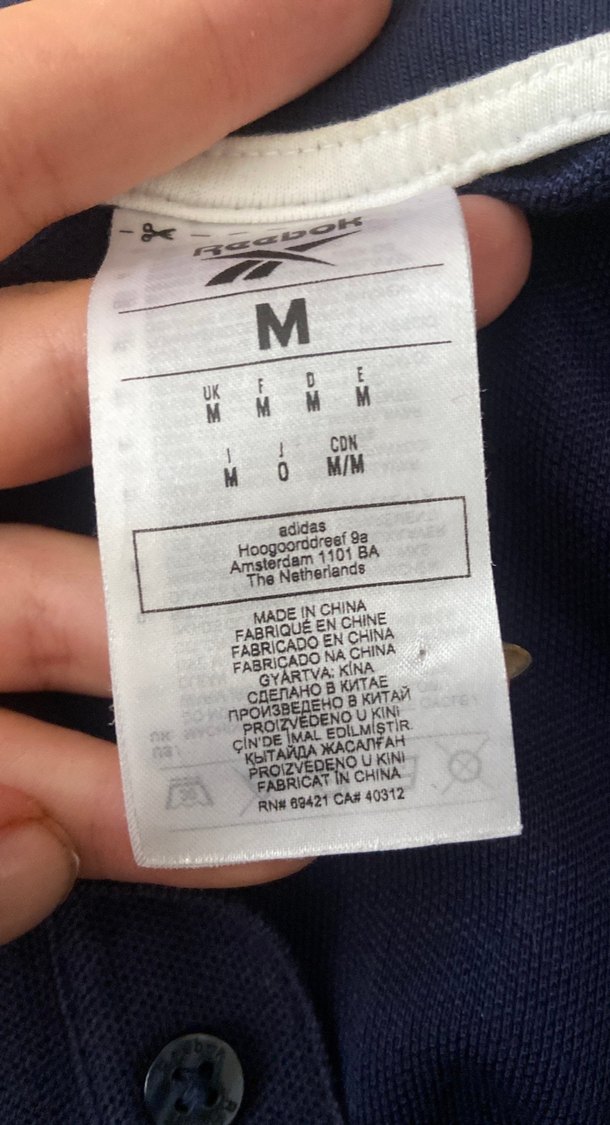 Reebok
M
UK F D E
M M M M
I J CDN
M O M/M
adidas
Hoogoorddreef 9a
Amsterdam 1101 BA
The Netherlands
MADE IN CHINA
FABRIQUÉ EN CHINE
FABRICADO EN CHINA
FABRICADO NA CHINA
GYÁRTVA: KÍNA
СДЕЛАНО В КИТАЕ
ПРОИЗВЕДЕНО В КИТАЙ
PROIZVEDENO U KINI
ÇİN'DE İMAL EDİLMİŞTİR
ҚЫТАЙДА ЖАСАЛҒАН
PROIZVEDENO U KINI
FABRICAT ÎN CHINA
RN# 69421 CA# 40312